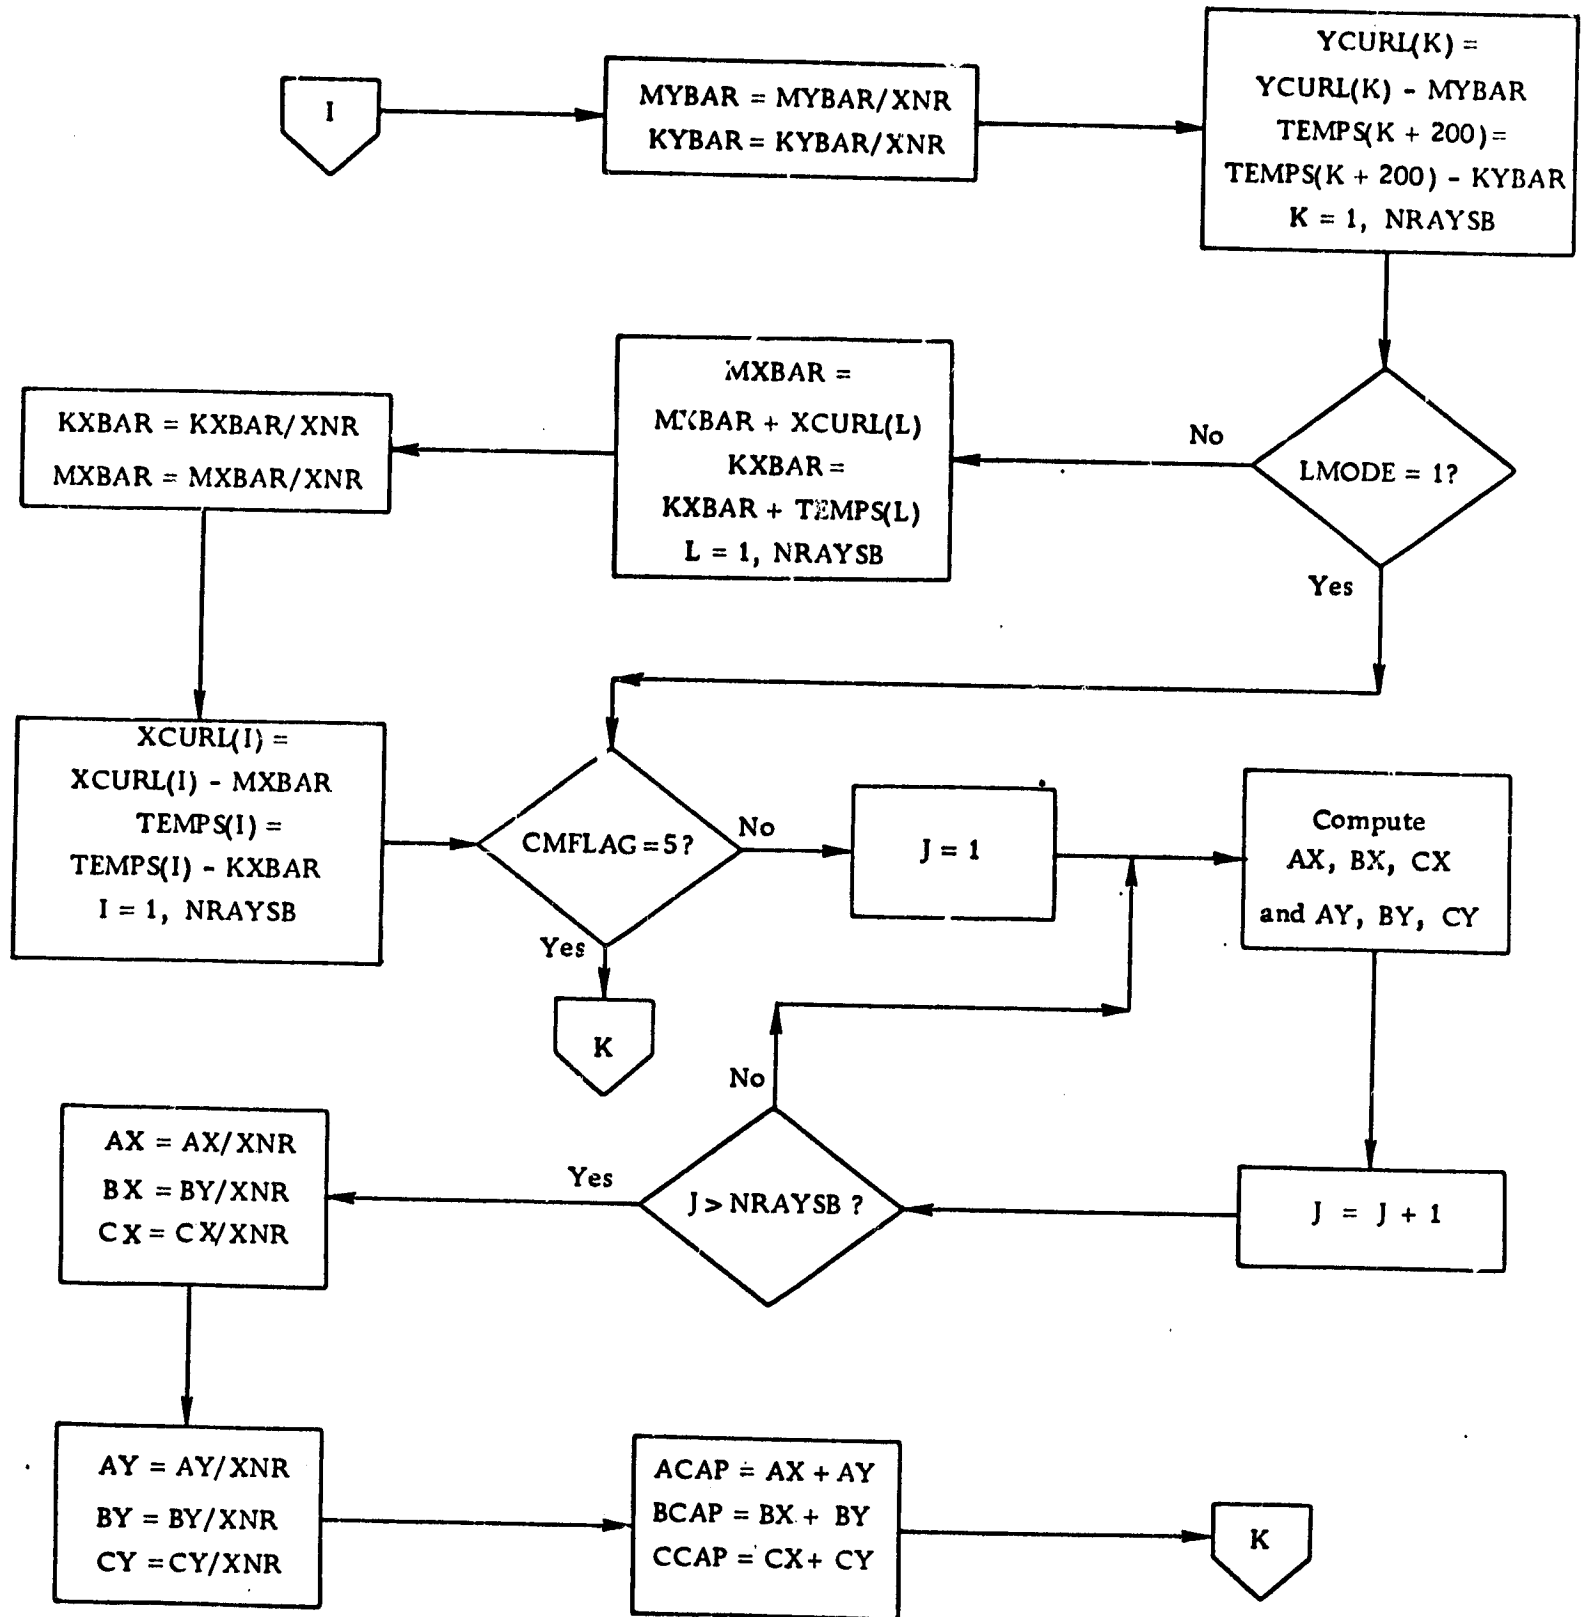 I
MYBAR = MYBAR/XNR
KYBAR = KYBAR/XNR
YCURL(K) =
YCURL(K) - MYBAR
TEMPS(K + 200) =
TEMPS(K + 200) - KYBAR
K = 1, NRAYSB
LMODE = 1?
No
Yes
MXBAR =
MXBAR + XCURL(L)
KXBAR =
KXBAR + TEMPS(L)
L = 1, NRAYSB
KXBAR = KXBAR/XNR
MXBAR = MXBAR/XNR
XCURL(I) =
XCURL(I) - MXBAR
TEMPS(I) =
TEMPS(I) - KXBAR
I = 1, NRAYSB
CMFLAG = 5?
No
Yes
K
J = 1
Compute
AX, BX, CX
and AY, BY, CY
J = J + 1
J > NRAYSB ?
No
Yes
AX = AX/XNR
BX = BY/XNR
CX = CX/XNR
AY = AY/XNR
BY = BY/XNR
CY = CY/XNR
ACAP = AX + AY
BCAP = BX + BY
CCAP = CX + CY
K